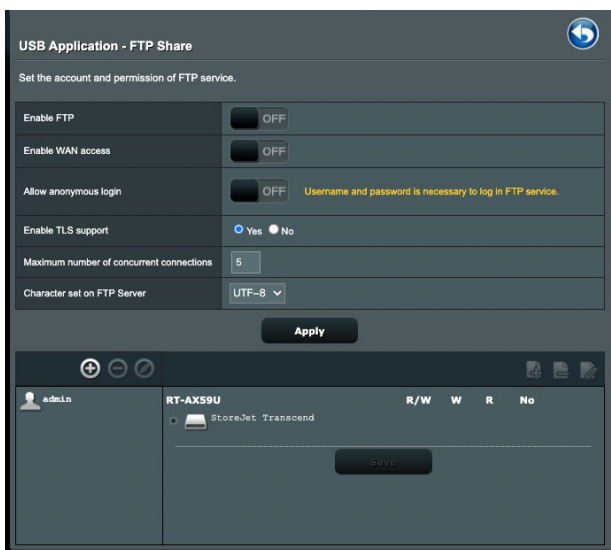 USB Application - FTP Share
Set the account and permission of FTP service.
Enable FTP OFF
Enable WAN access OFF
Allow anonymous login OFF Username and password is necessary to log in FTP service.
Enable TLS support Yes No
Maximum number of concurrent connections 5
Character set on FTP Server UTF-8
Apply
admin RT-AX59U R/W W R No
StoreJet Transcend
Save